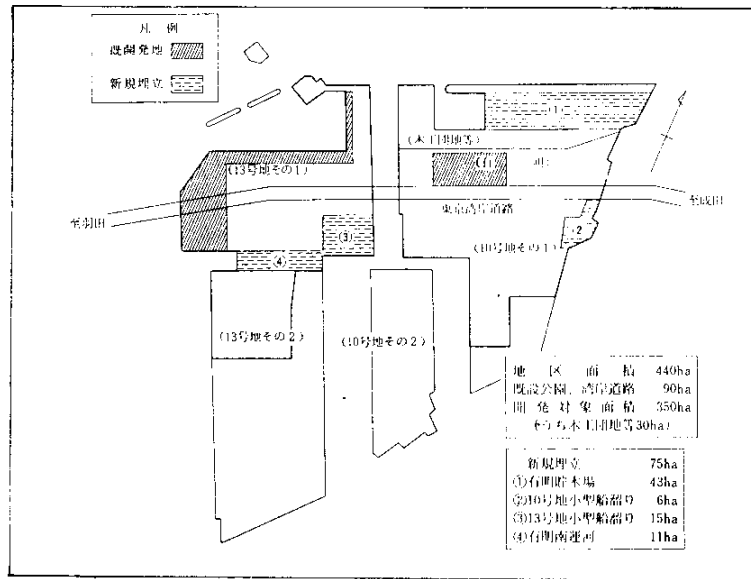 凡例
既開発地
新規埋立
①
(木工団地等)
(有明)
(13号地その1)
至羽田
東京湾岸道路
至成田
2
(10号地その1)
③
④
(13号地その2)
(10号地その2)
地区面積 440ha
既設公園、湾岸道路 90ha
開発対象面積 350ha
(うち木工団地等30ha)
新規埋立 75ha
①有明貯木場 43ha
②10号地小型船溜り 6ha
③13号地小型船溜り 15ha
④有明南運河 11ha